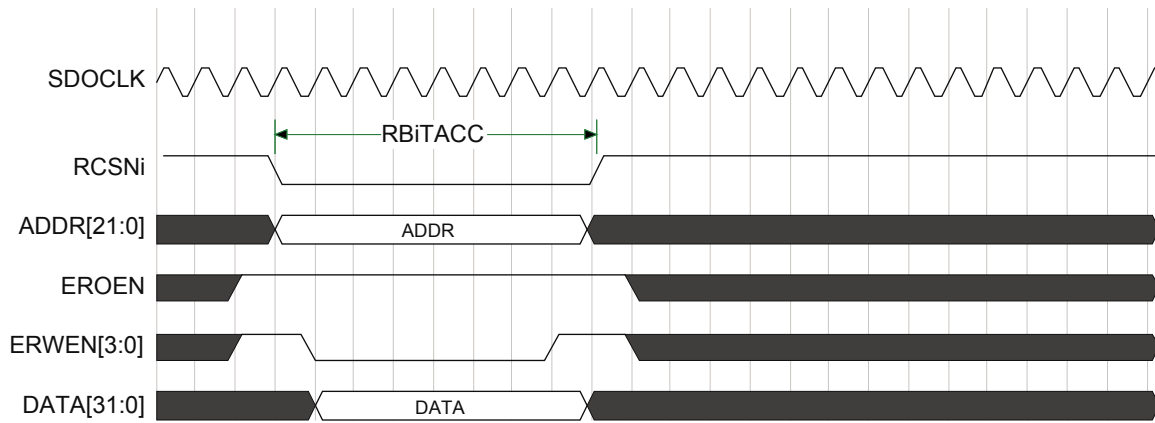 SDOCLK
RBiTACC
RCSNi
ADDR[21:0]
ADDR
EROEN
ERWEN[3:0]
DATA[31:0]
DATA